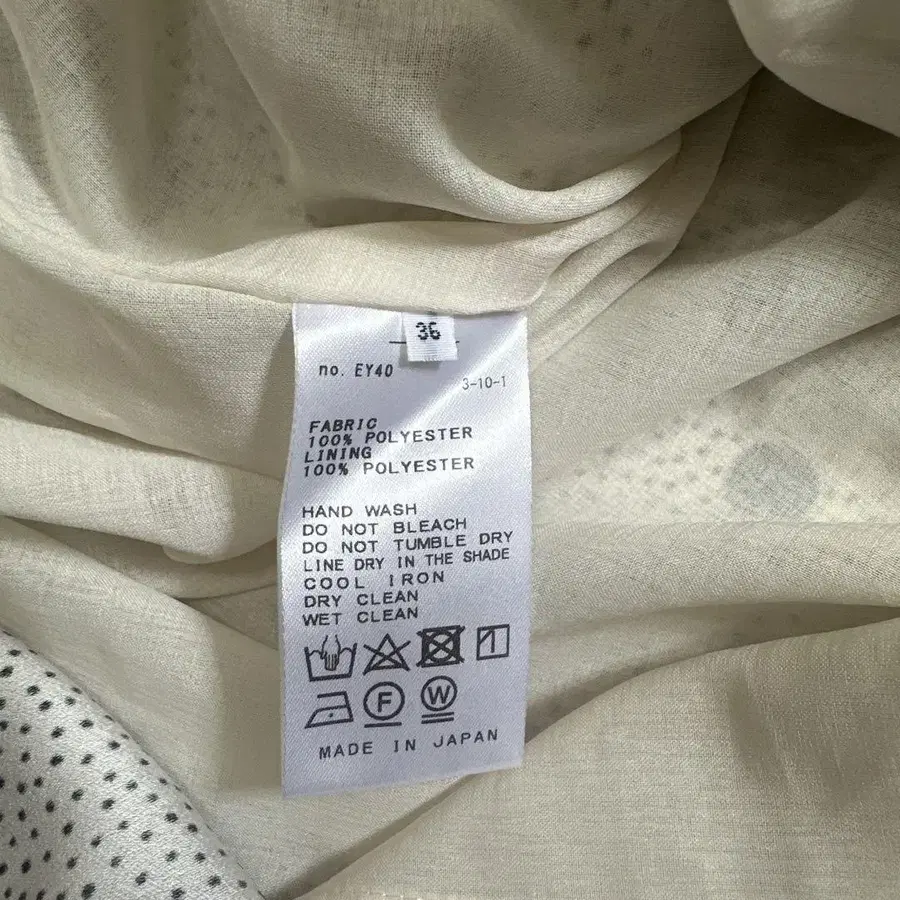 36
no. EY40
3-10-1
FABRIC
100% POLYESTER
LINING
100% POLYESTER
HAND WASH
DO NOT BLEACH
DO NOT TUMBLE DRY
LINE DRY IN THE SHADE
COOL IRON
DRY CLEAN
WET CLEAN
F W
MADE IN JAPAN